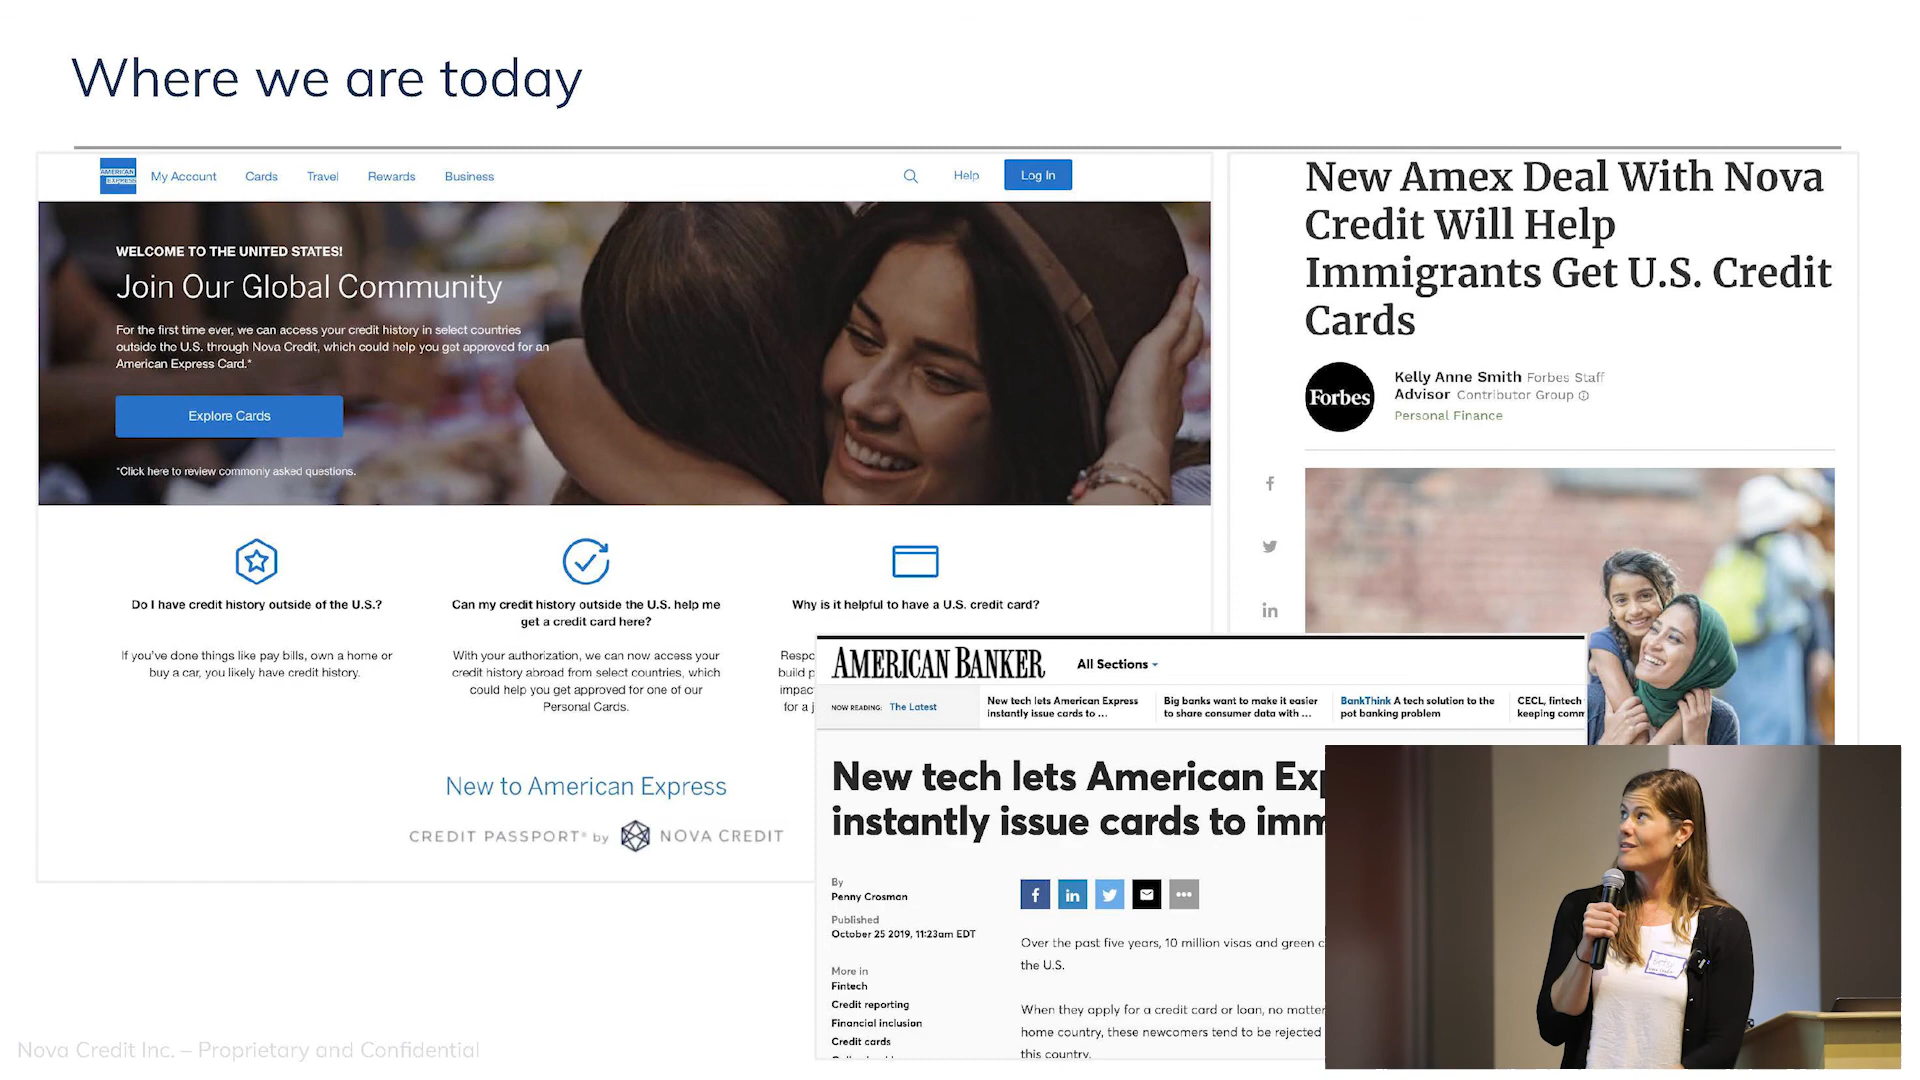 Where we are today
AMERICAN
EXPRESS
My Account Cards Travel Rewards Business Help Log In
WELCOME TO THE UNITED STATES!
Join Our Global Community
For the first time ever, we can access your credit history in select countries
outside the U.S. through Nova Credit, which could help you get approved for an
American Express Card.*
Explore Cards
*Click here to review commonly asked questions.
Do I have credit history outside of the U.S.?
If you've done things like pay bills, own a home or
buy a car, you likely have credit history.
Can my credit history outside the U.S. help me
get a credit card here?
With your authorization, we can now access your
credit history abroad from select countries, which
could help you get approved for one of our
Personal Cards.
Why is it helpful to have a U.S. credit card?
Respo
build p
impac
for a j
New to American Express
CREDIT PASSPORT® by NOVA CREDIT
New Amex Deal With Nova
Credit Will Help
Immigrants Get U.S. Credit
Cards
Forbes
Kelly Anne Smith Forbes Staff
Advisor Contributor Group
Personal Finance
AMERICAN BANKER All Sections
NOW READING: The Latest
New tech lets American Express
instantly issue cards to ...
Big banks want to make it easier
to share consumer data with ...
BankThink A tech solution to the
pot banking problem
CECL, fintech
keeping comm
New tech lets American Exp
instantly issue cards to imm
By
Penny Crosman
Published
October 25 2019, 11:23am EDT
More in
Fintech
Credit reporting
Financial inclusion
Credit cards
Over the past five years, 10 million visas and green c
the U.S.
When they apply for a credit card or loan, no matter
home country, these newcomers tend to be rejected
this country.
Nova Credit Inc. – Proprietary and Confidential